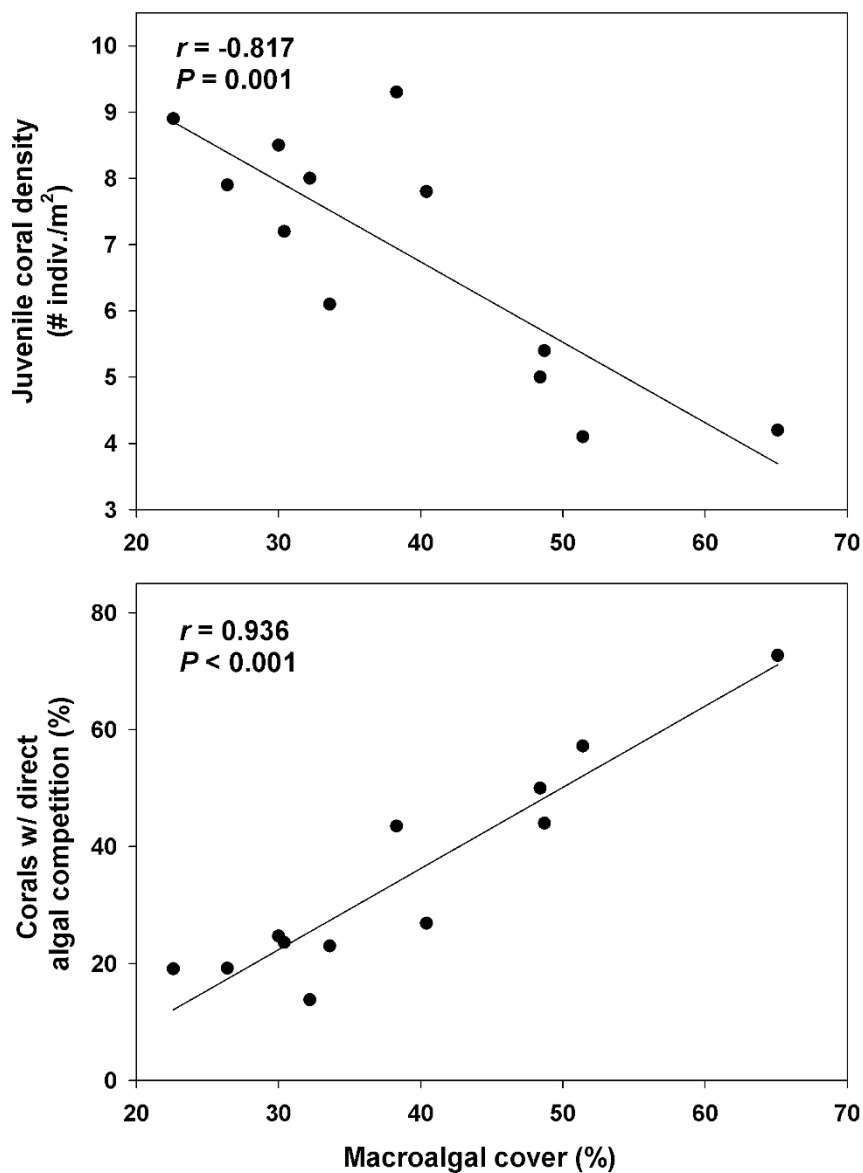 r = -0.817
P = 0.001
Juvenile coral density
(# indiv./m²)
10
9
8
7
6
5
4
3
20 30 40 50 60 70
r = 0.936
P < 0.001
Corals w/ direct
algal competition (%)
80
60
40
20
0
20 30 40 50 60 70
Macroalgal cover (%)